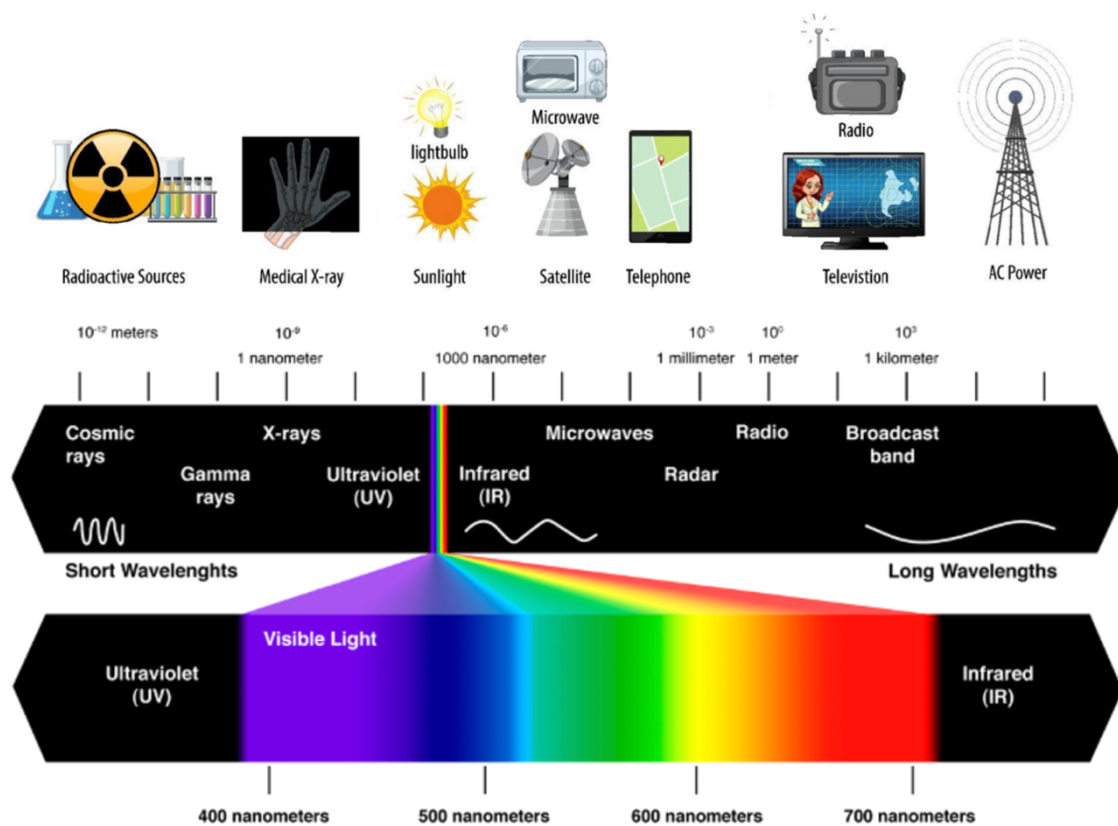 Microwave
Radio
lightbulb
Radioactive Sources
Medical X-ray
Sunlight
Satellite
Telephone
Televistion
AC Power
10⁻¹² meters
10⁻⁹
1 nanometer
10⁻⁶
1000 nanometer
10⁻³
1 millimeter
10⁰
1 meter
10³
1 kilometer
Cosmic
rays
Gamma
rays
X-rays
Ultraviolet
(UV)
Infrared
(IR)
Microwaves
Radar
Radio
Broadcast
band
Short Wavelenghts
Long Wavelengths
Visible Light
Ultraviolet
(UV)
Infrared
(IR)
400 nanometers
500 nanometers
600 nanometers
700 nanometers